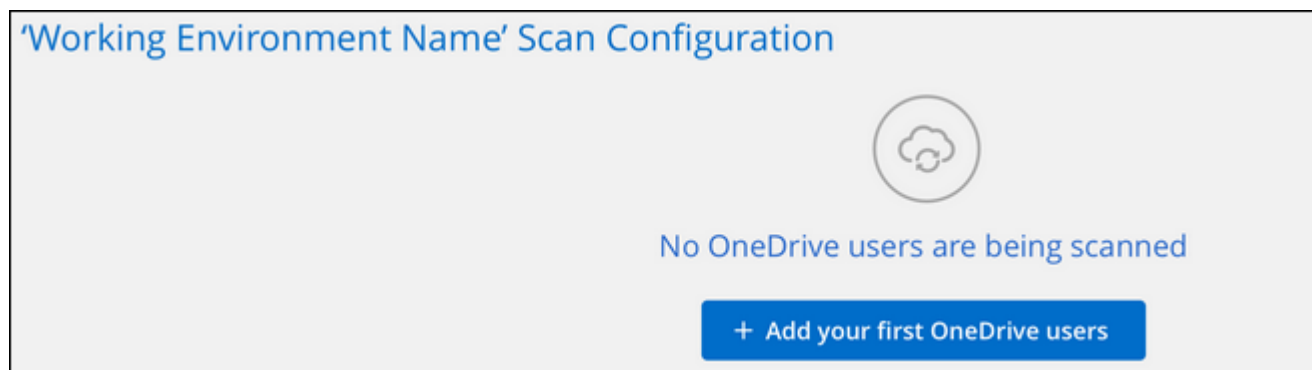 ‘Working Environment Name’ Scan Configuration
No OneDrive users are being scanned
+ Add your first OneDrive users